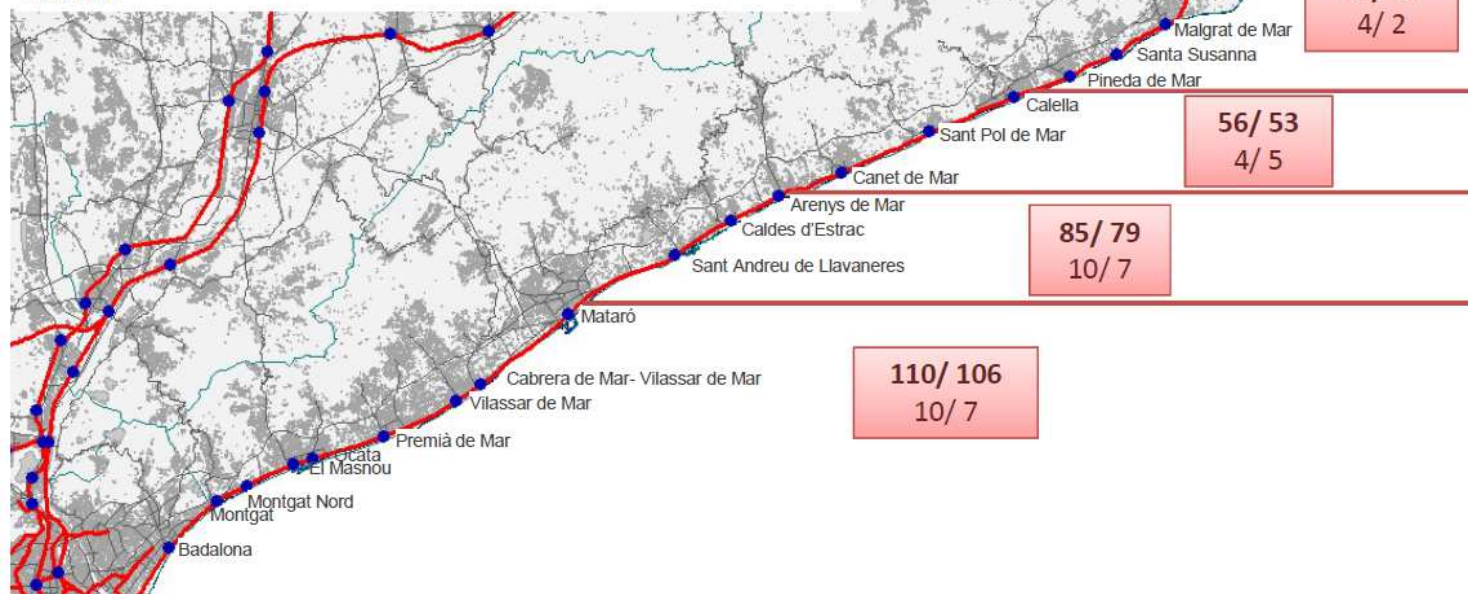 Malgrat de Mar
4/ 2
Santa Susanna
Pineda de Mar
Calella
56/ 53
4/ 5
Sant Pol de Mar
Canet de Mar
Arenys de Mar
Caldes d'Estrac
85/ 79
10/ 7
Sant Andreu de Llavaneres
Mataró
110/ 106
10/ 7
Cabrera de Mar- Vilassar de Mar
Vilassar de Mar
Premià de Mar
Ocata
El Masnou
Montgat Nord
Montgat
Badalona